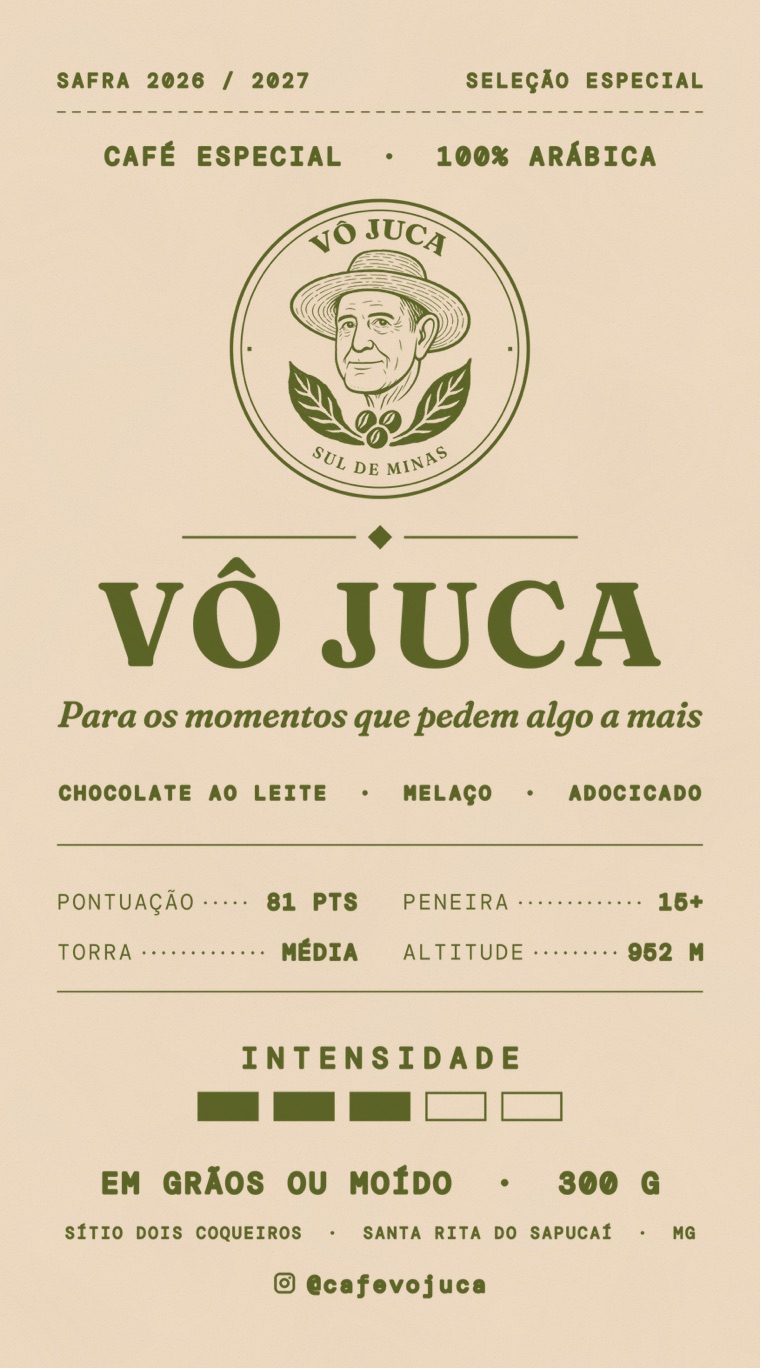 SAFRA 2026 / 2027 SELEÇÃO ESPECIAL
CAFÉ ESPECIAL · 100% ARÁBICA
VÔ JUCA
SUL DE MINAS
VÔ JUCA
Para os momentos que pedem algo a mais
CHOCOLATE AO LEITE · MELAÇO · ADOCICADO
PONTUAÇÃO ····· 81 PTS PENEIRA ············· 15+
TORRA ············· MÉDIA ALTITUDE ········· 952 M
INTENSIDADE
EM GRÃOS OU MOÍDO · 300 G
SÍTIO DOIS COQUEIROS · SANTA RITA DO SAPUCAÍ · MG
@cafevojuca